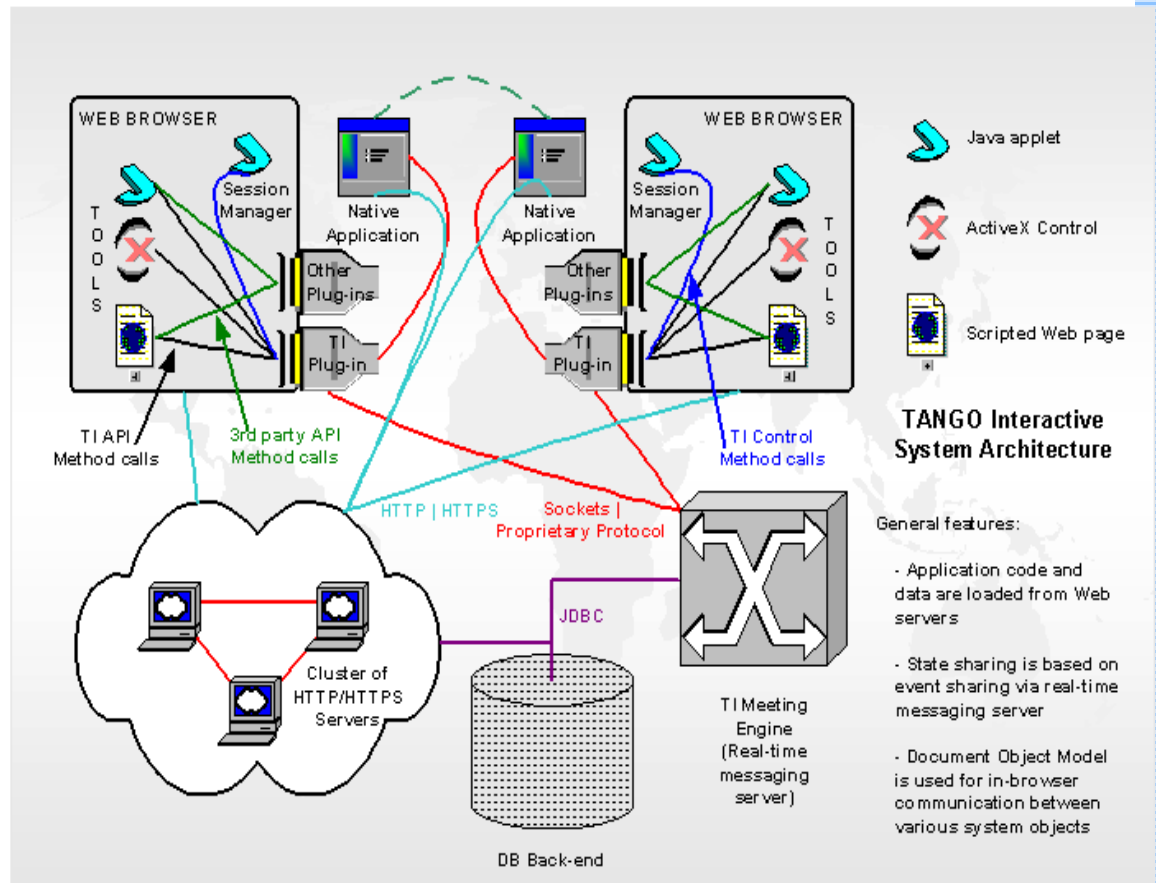 WEB BROWSER
Session
Manager
TOOLS
Native
Application
Other
Plug-ins
TI
Plug-in
Native
Application
Other
Plug-ins
TI
Plug-in
WEB BROWSER
Session
Manager
TOOLS
Java applet
ActiveX Control
Scripted Web page
TI API
Method calls
3rd party API
Method calls
TI Control
Method calls
TANGO Interactive
System Architecture
HTTP | HTTPS
Sockets |
Proprietary Protocol
JDBC
Cluster of
HTTP/HTTPS
Servers
DB Back-end
TI Meeting
Engine
(Real-time
messaging
server)
General features:
- Application code and
data are loaded from Web
servers
- State sharing is based on
event sharing via real-time
messaging server
- Document Object Model
is used for in-browser
communication between
various system objects